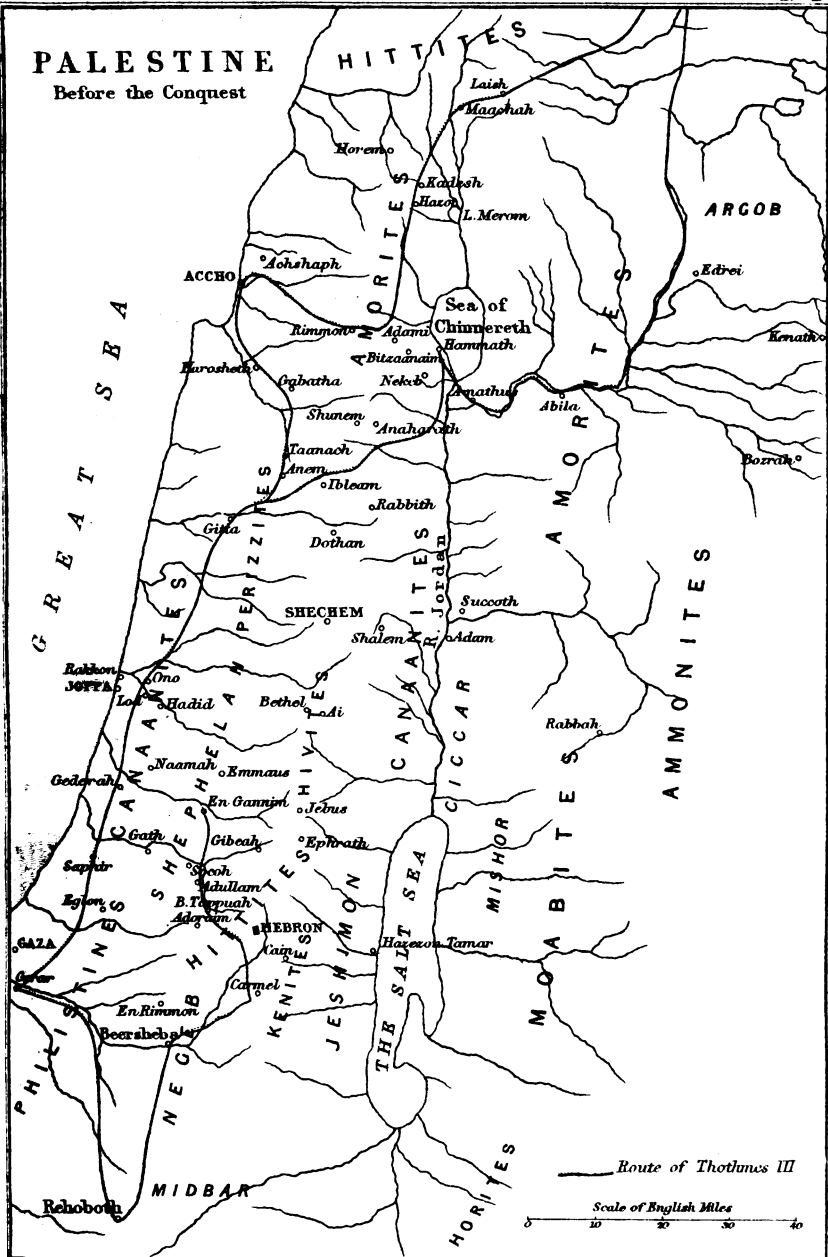 PALESTINE
Before the Conquest
HITTITES
Laish
Maachah
Horem
Kadesh
Hazor
L. Merom
ARGOB
AMORITES
Achshaph
ACCHO
Edrei
GREAT SEA
Sea of
Chinnereth
Rimmon
Adami
Hammath
Kenath
Bitzaanaim
Harosheth
Nekeb
Gabatha
Amathus
Abila
AMORITES
Shunem
Anaharath
Taanach
Anem
Bozrah
Ibleam
PERIZZITES
Rabbith
Gitta
Dothan
CANAANITES
R. Jordan
AMMONITES
SHECHEM
Succoth
Shalem
Adam
Rakkon
Ono
JOPPA
Lod
Hadid
CANAANITES
SHEPHELAH
Bethel
Ai
HIVITES
CICCAR
Rabbah
Naamah
Emmaus
Gederah
En Gannim
Jebus
Gath
Gibeah
Ephrath
MISHOR
MOABITES
Saphir
Socoh
Adullam
Eglon
B. Tappuah
Adoraim
HITTITES
HEBRON
GAZA
Cain
Hazezon Tamar
THE SALT SEA
Gerar
Carmel
KENITES
JESHIMON
En Rimmon
Beersheba
PHILISTINES
NEGEB
Rehoboth
MIDBAR
HORITES
Route of Thothmes III
Scale of English Miles
0 10 20 30 40